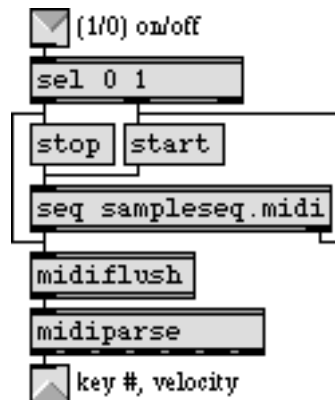 (1/0) on/off
sel 0 1
stop start
seq sampleseq.midi
midiflush
midiparse
key #, velocity